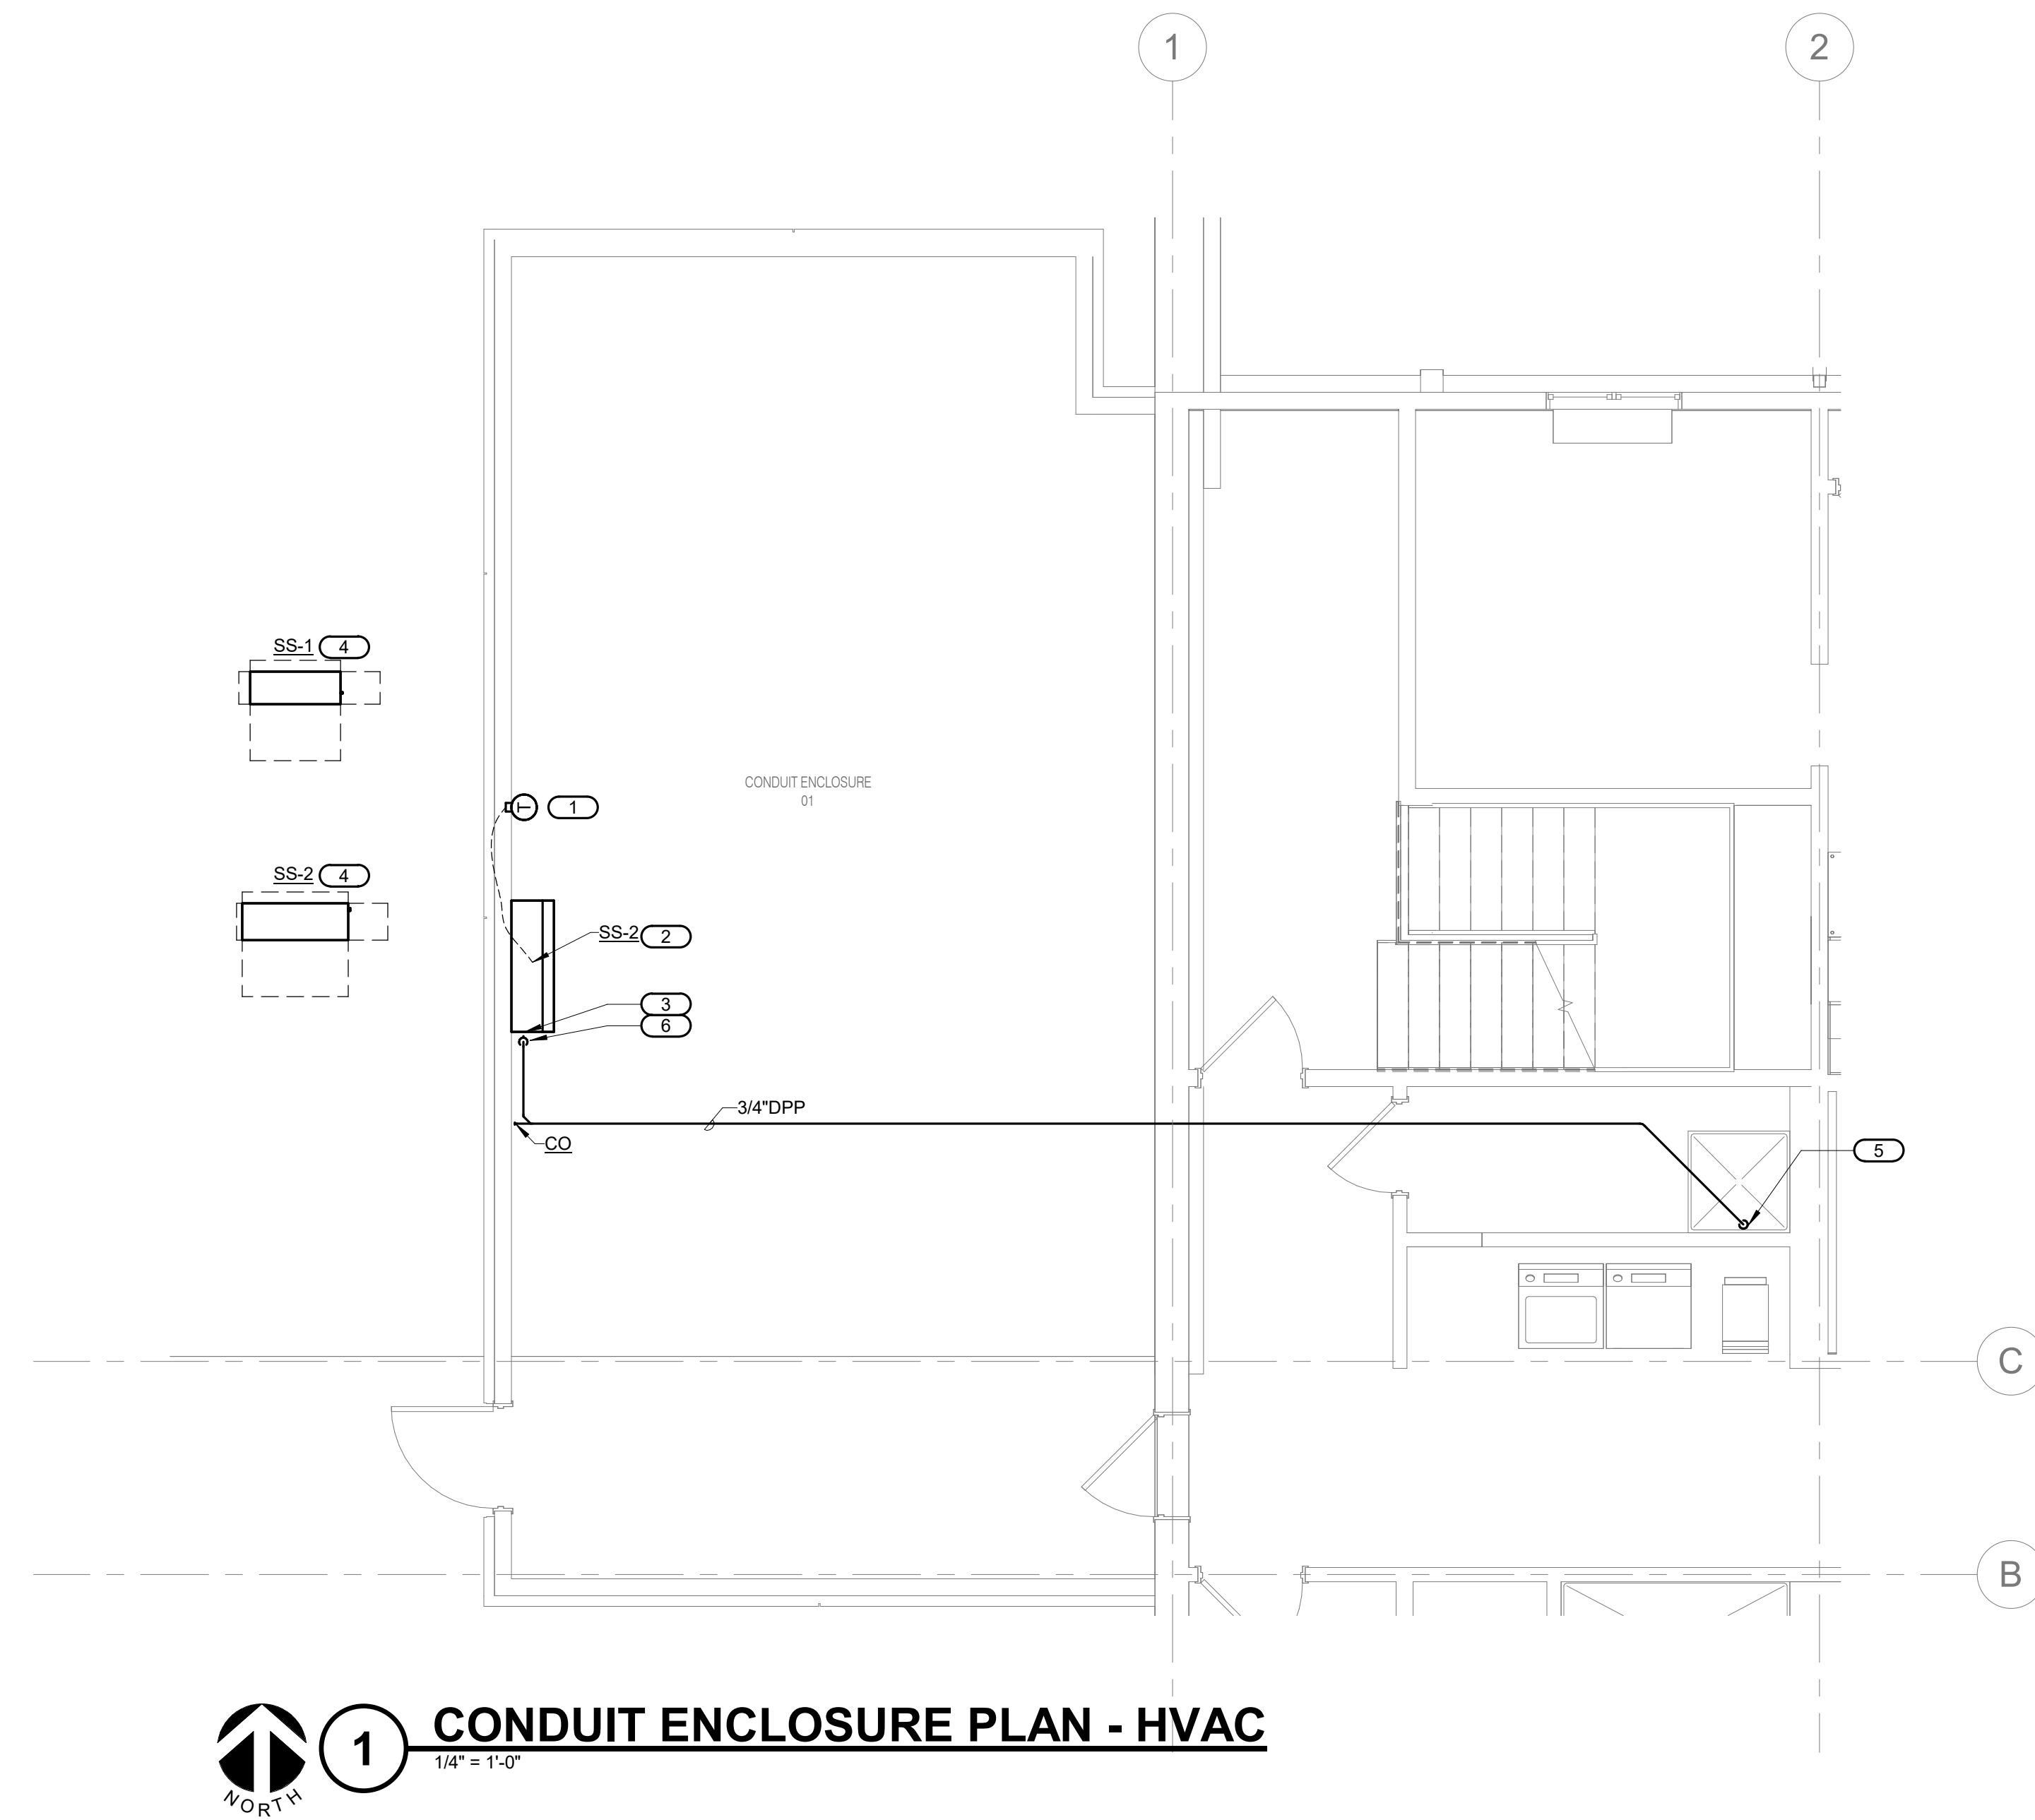 1
2
SS-1 4
CONDUIT ENCLOSURE
01
T 1
SS-2 4
SS-2 2
3
6
3/4"DPP
CO
5
C
B
1
CONDUIT ENCLOSURE PLAN - HVAC
1/4" = 1'-0"
NORTH